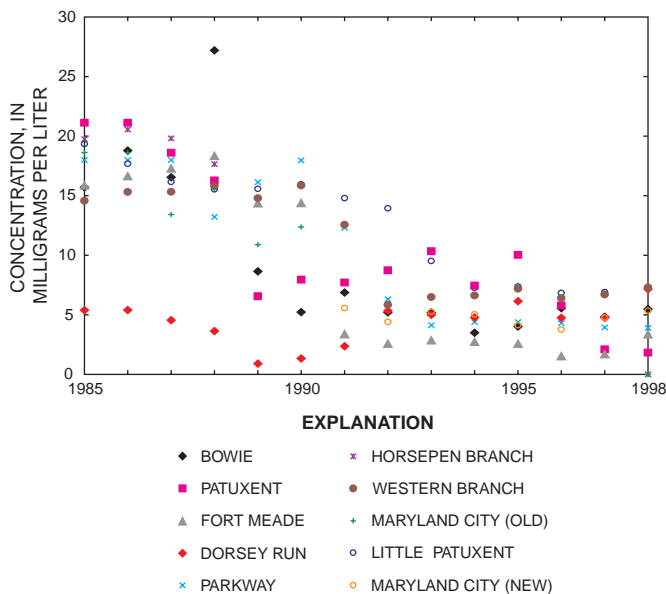 30
25
20
15
10
5
0
CONCENTRATION, IN
MILLIGRAMS PER LITER
1985
1990
1995
1998
EXPLANATION
BOWIE
PATUXENT
FORT MEADE
DORSEY RUN
PARKWAY
HORSEPEN BRANCH
WESTERN BRANCH
MARYLAND CITY (OLD)
LITTLE PATUXENT
MARYLAND CITY (NEW)